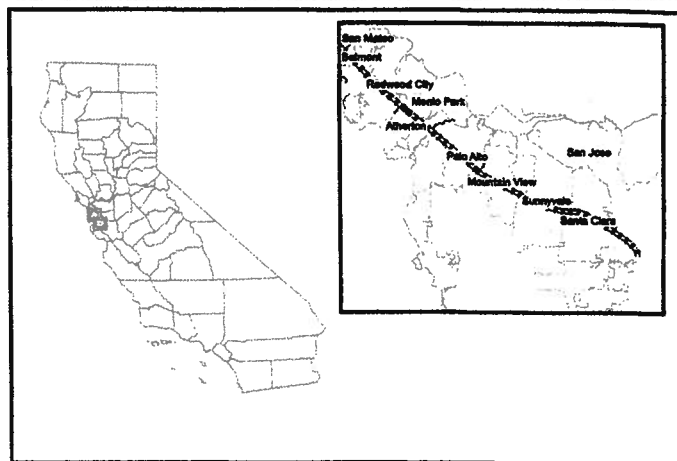 San Mateo
Belmont
Redwood City
Menlo Park
Atherton
Palo Alto
San Jose
Mountain View
Sunnyvale
Santa Clara